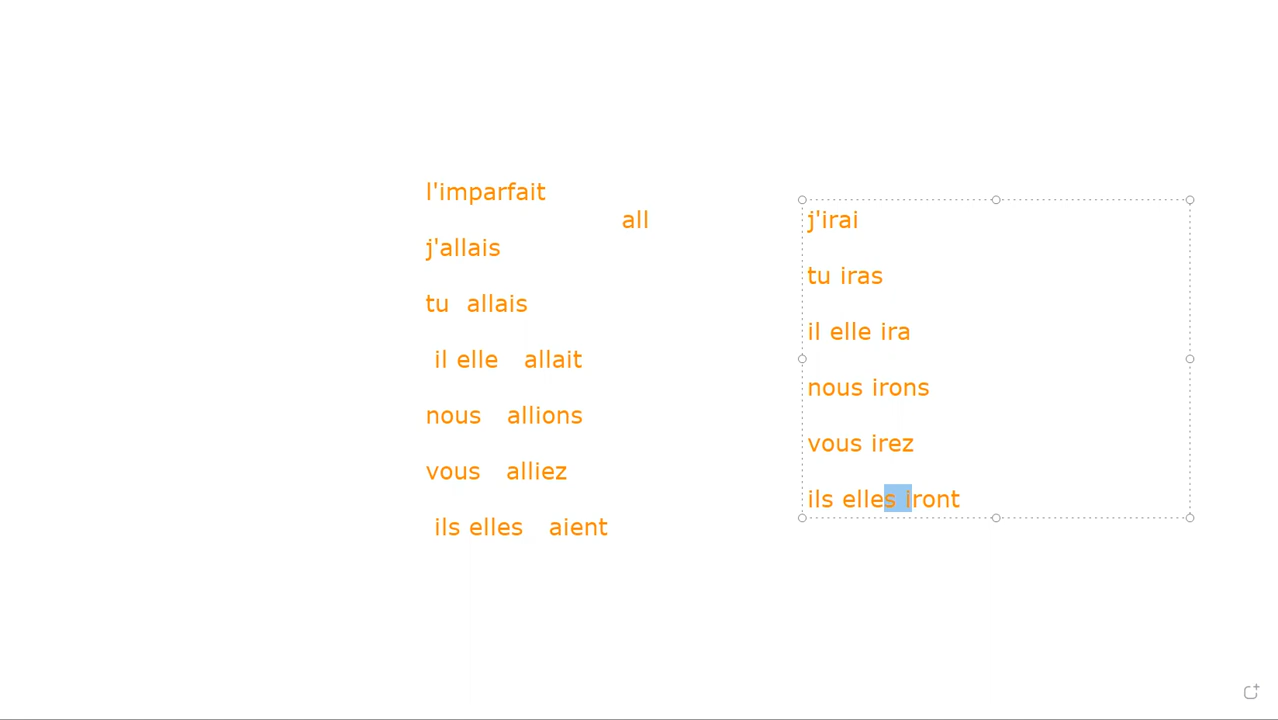 l'imparfait
all
j'allais
tu allais
il elle allait
nous allions
vous alliez
ils elles aient
j'irai
tu iras
il elle ira
nous irons
vous irez
ils elles iront